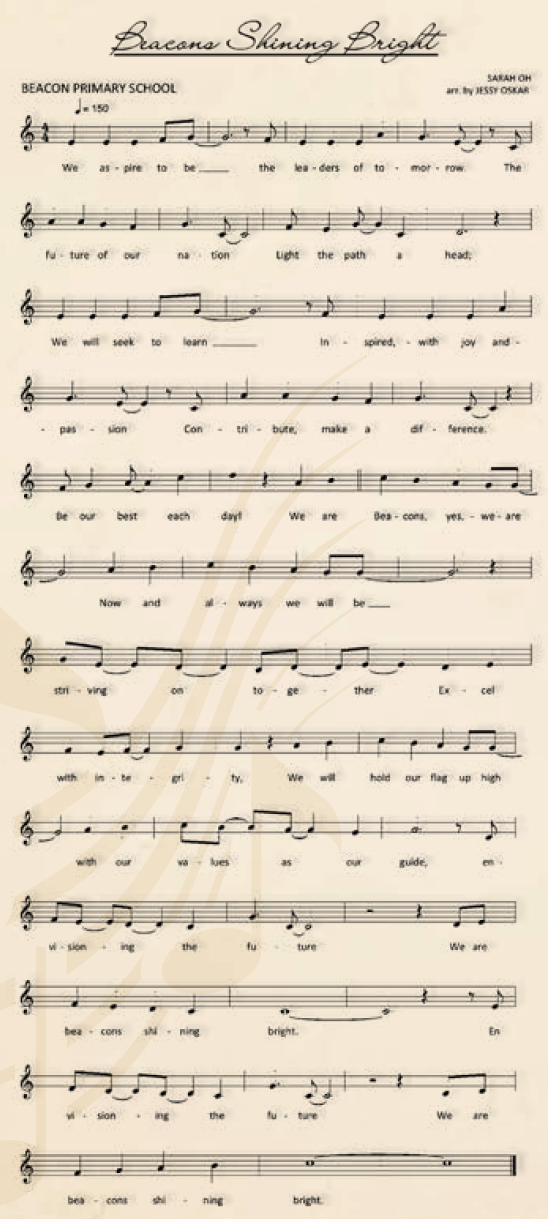 Beacons Shining Bright
BEACON PRIMARY SCHOOL
SARAH OH
arr. by JESSY OSKAR
♩= 150
We as - pire to be ____ the lea - ders of to - mor - row. The
fu - ture of our na - tion Light the path a head;
We will seek to learn ____ In - spired, - with joy and -
- pas - sion Con - tri - bute, make a dif - ference.
Be our best each day! We are Bea - cons, yes, - we - are
Now and al - ways we will be ____
stri - ving on to - ge - ther Ex - cel
with in - te - gri - ty, We will hold our flag up high
with our va - lues as our guide, en -
vi - sion - ing the fu - ture We are
bea - cons shi - ning bright. En
vi - sion - ing the fu - ture We are
bea - cons shi - ning bright.